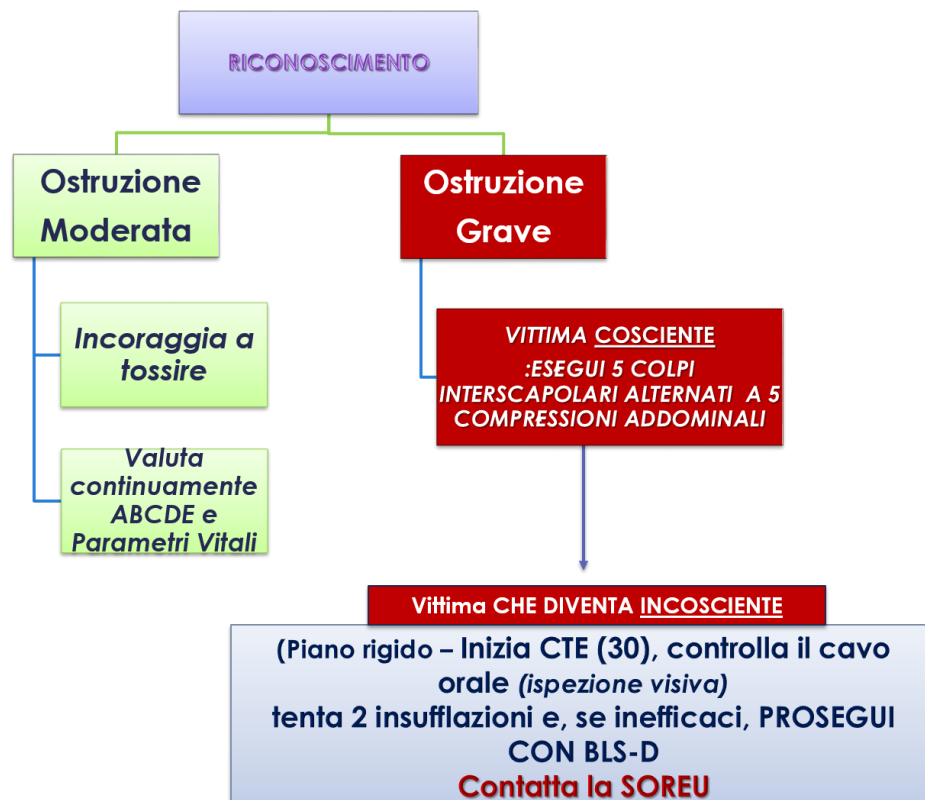 RICONOSCIMENTO
Ostruzione
Moderata
Ostruzione
Grave
Incoraggia a
tossire
Valuta
continuamente
ABCDE e
Parametri Vitali
VITTIMA COSCIENTE
:ESEGUI 5 COLPI
INTERSCAPOLARI ALTERNATI A 5
COMPRESSIONI ADDOMINALI
Vittima CHE DIVENTA INCOSCIENTE
(Piano rigido – Inizia CTE (30), controlla il cavo
orale (ispezione visiva)
tenta 2 insufflazioni e, se inefficaci, PROSEGUI
CON BLS-D
Contatta la SOREU